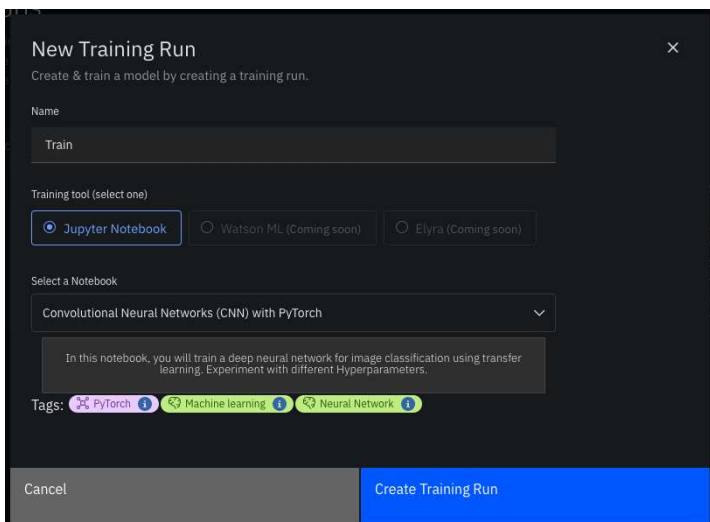 New Training Run
Create & train a model by creating a training run.
Name
Train
Training tool (select one)
Jupyter Notebook
Watson ML (Coming soon)
Elyra (Coming soon)
Select a Notebook
Convolutional Neural Networks (CNN) with PyTorch
In this notebook, you will train a deep neural network for image classification using transfer
learning. Experiment with different Hyperparameters.
Tags: PyTorch Machine learning Neural Network
Cancel
Create Training Run